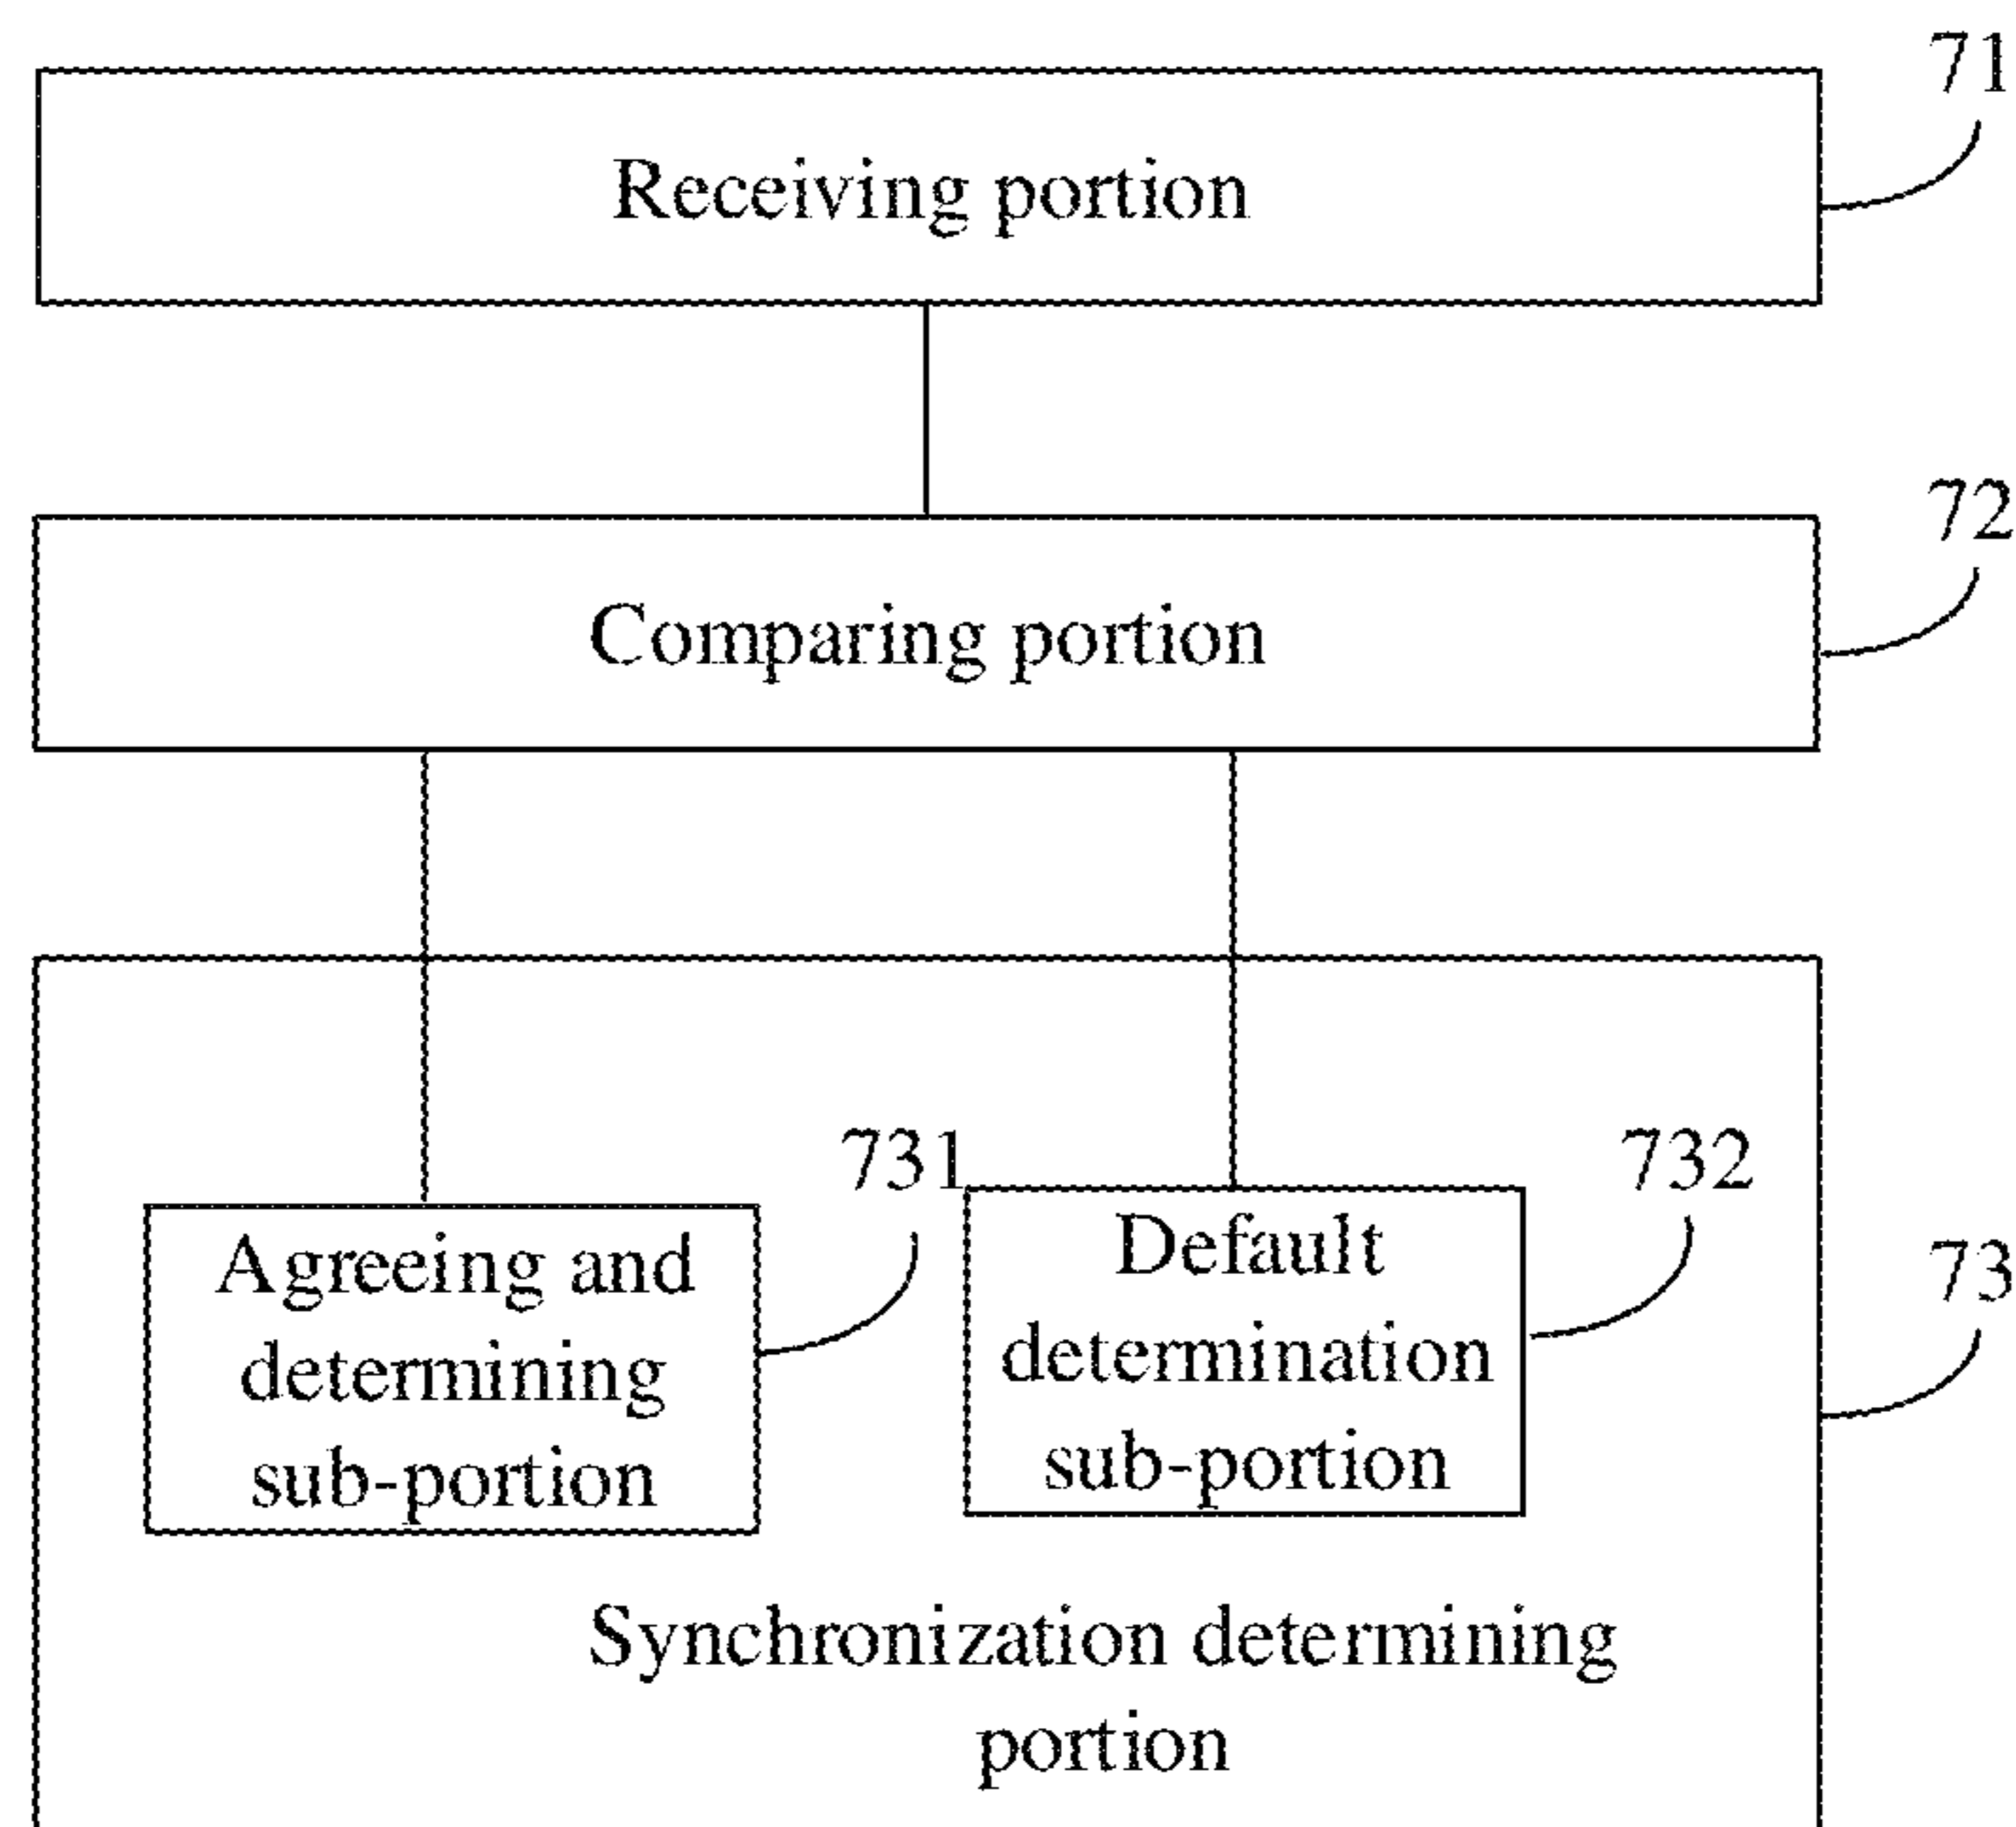 71
Receiving portion
72
Comparing portion
731
732
Agreeing and
determining
sub-portion
Default
determination
sub-portion
73
Synchronization determining
portion